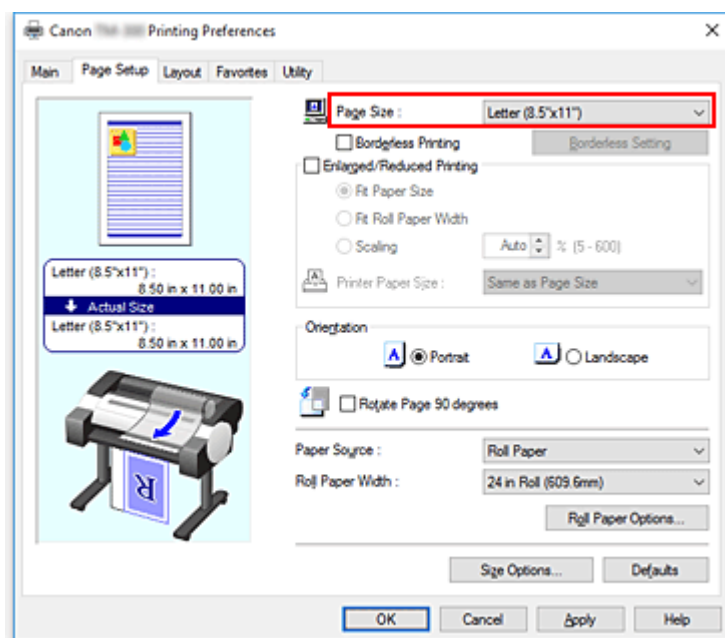 Canon Printing Preferences
Main Page Setup Layout Favorites Utility
Page Size : Letter (8.5"x11")
Borderless Printing Borderless Setting
Enlarged/Reduced Printing
Fit Paper Size
Fit Roll Paper Width
Scaling Auto % (5 - 600)
Printer Paper Size : Same as Page Size
Letter (8.5"x11") :
8.50 in x 11.00 in
Actual Size
Letter (8.5"x11") :
8.50 in x 11.00 in
Orientation
A Portrait A Landscape
Rotate Page 90 degrees
R
Paper Source : Roll Paper
Roll Paper Width : 24 in Roll (609.6mm)
Roll Paper Options...
Size Options... Defaults
OK Cancel Apply Help